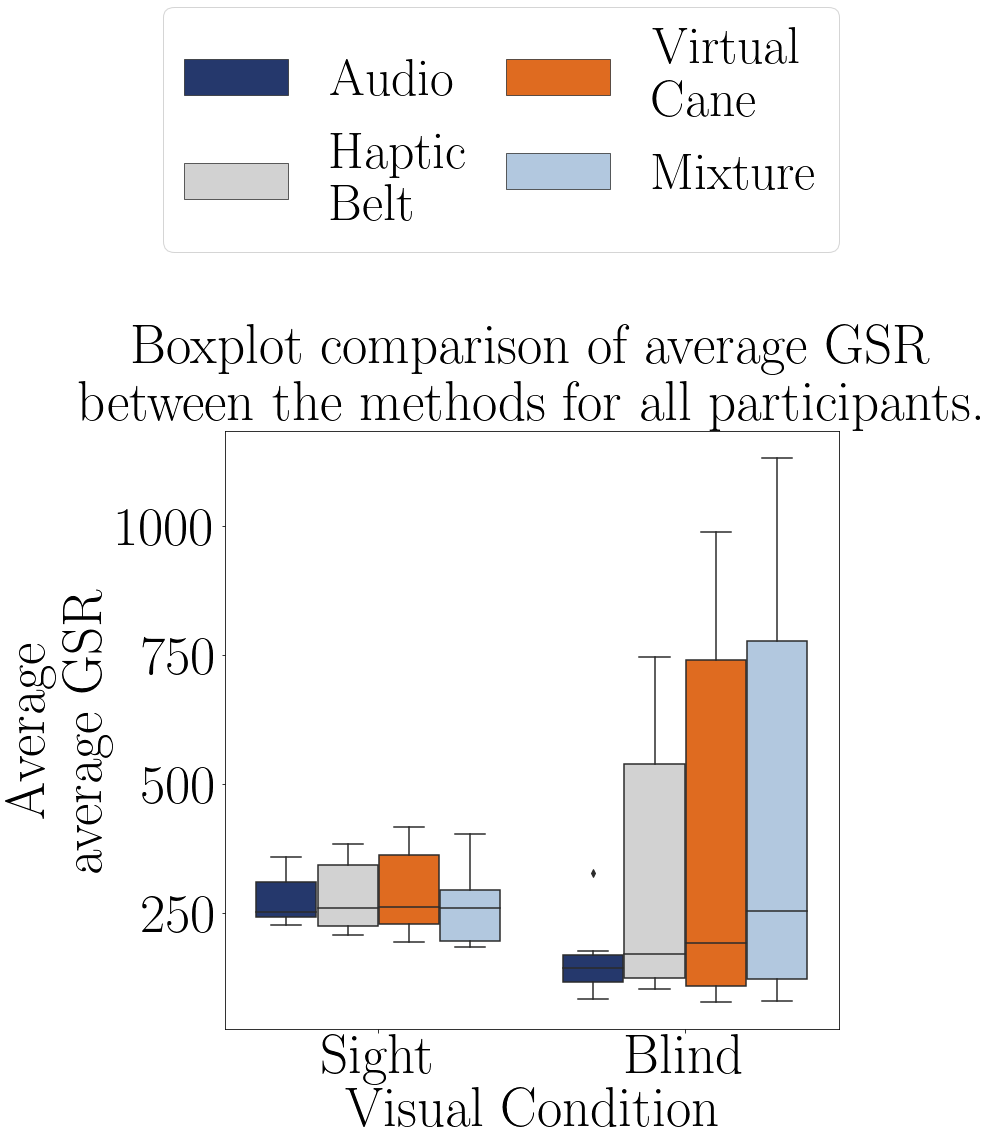 Audio
Haptic
Belt
Virtual
Cane
Mixture
Boxplot comparison of average GSR
between the methods for all participants.
1000
750
500
250
Average
average GSR
Sight
Blind
Visual Condition